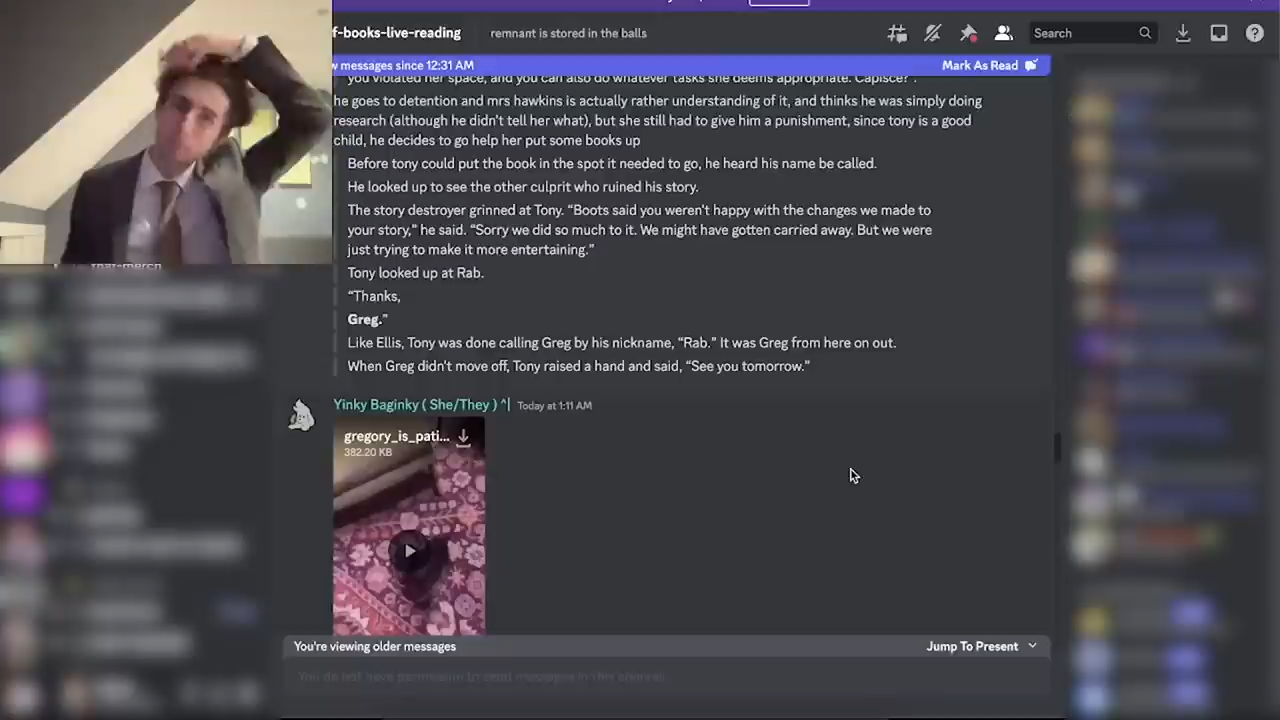 f-books-live-reading
remnant is stored in the balls
Search
w messages since 12:31 AM
Mark As Read
you violated her space, and you can also do whatever tasks she deems appropriate. Capisce?".
he goes to detention and mrs hawkins is actually rather understanding of it, and thinks he was simply doing
research (although he didn't tell her what), but she still had to give him a punishment, since tony is a good
child, he decides to go help her put some books up
Before tony could put the book in the spot it needed to go, he heard his name be called.
He looked up to see the other culprit who ruined his story.
The story destroyer grinned at Tony. “Boots said you weren't happy with the changes we made to
your story,” he said. “Sorry we did so much to it. We might have gotten carried away. But we were
just trying to make it more entertaining.”
Tony looked up at Rab.
“Thanks,
Greg.”
Like Ellis, Tony was done calling Greg by his nickname, “Rab.” It was Greg from here on out.
When Greg didn't move off, Tony raised a hand and said, “See you tomorrow.”
Yinky Baginky ( She/They ) ^| Today at 1:11 AM
gregory_is_pati...
382.20 KB
You're viewing older messages
Jump To Present
You do not have permission to send messages in this channel.